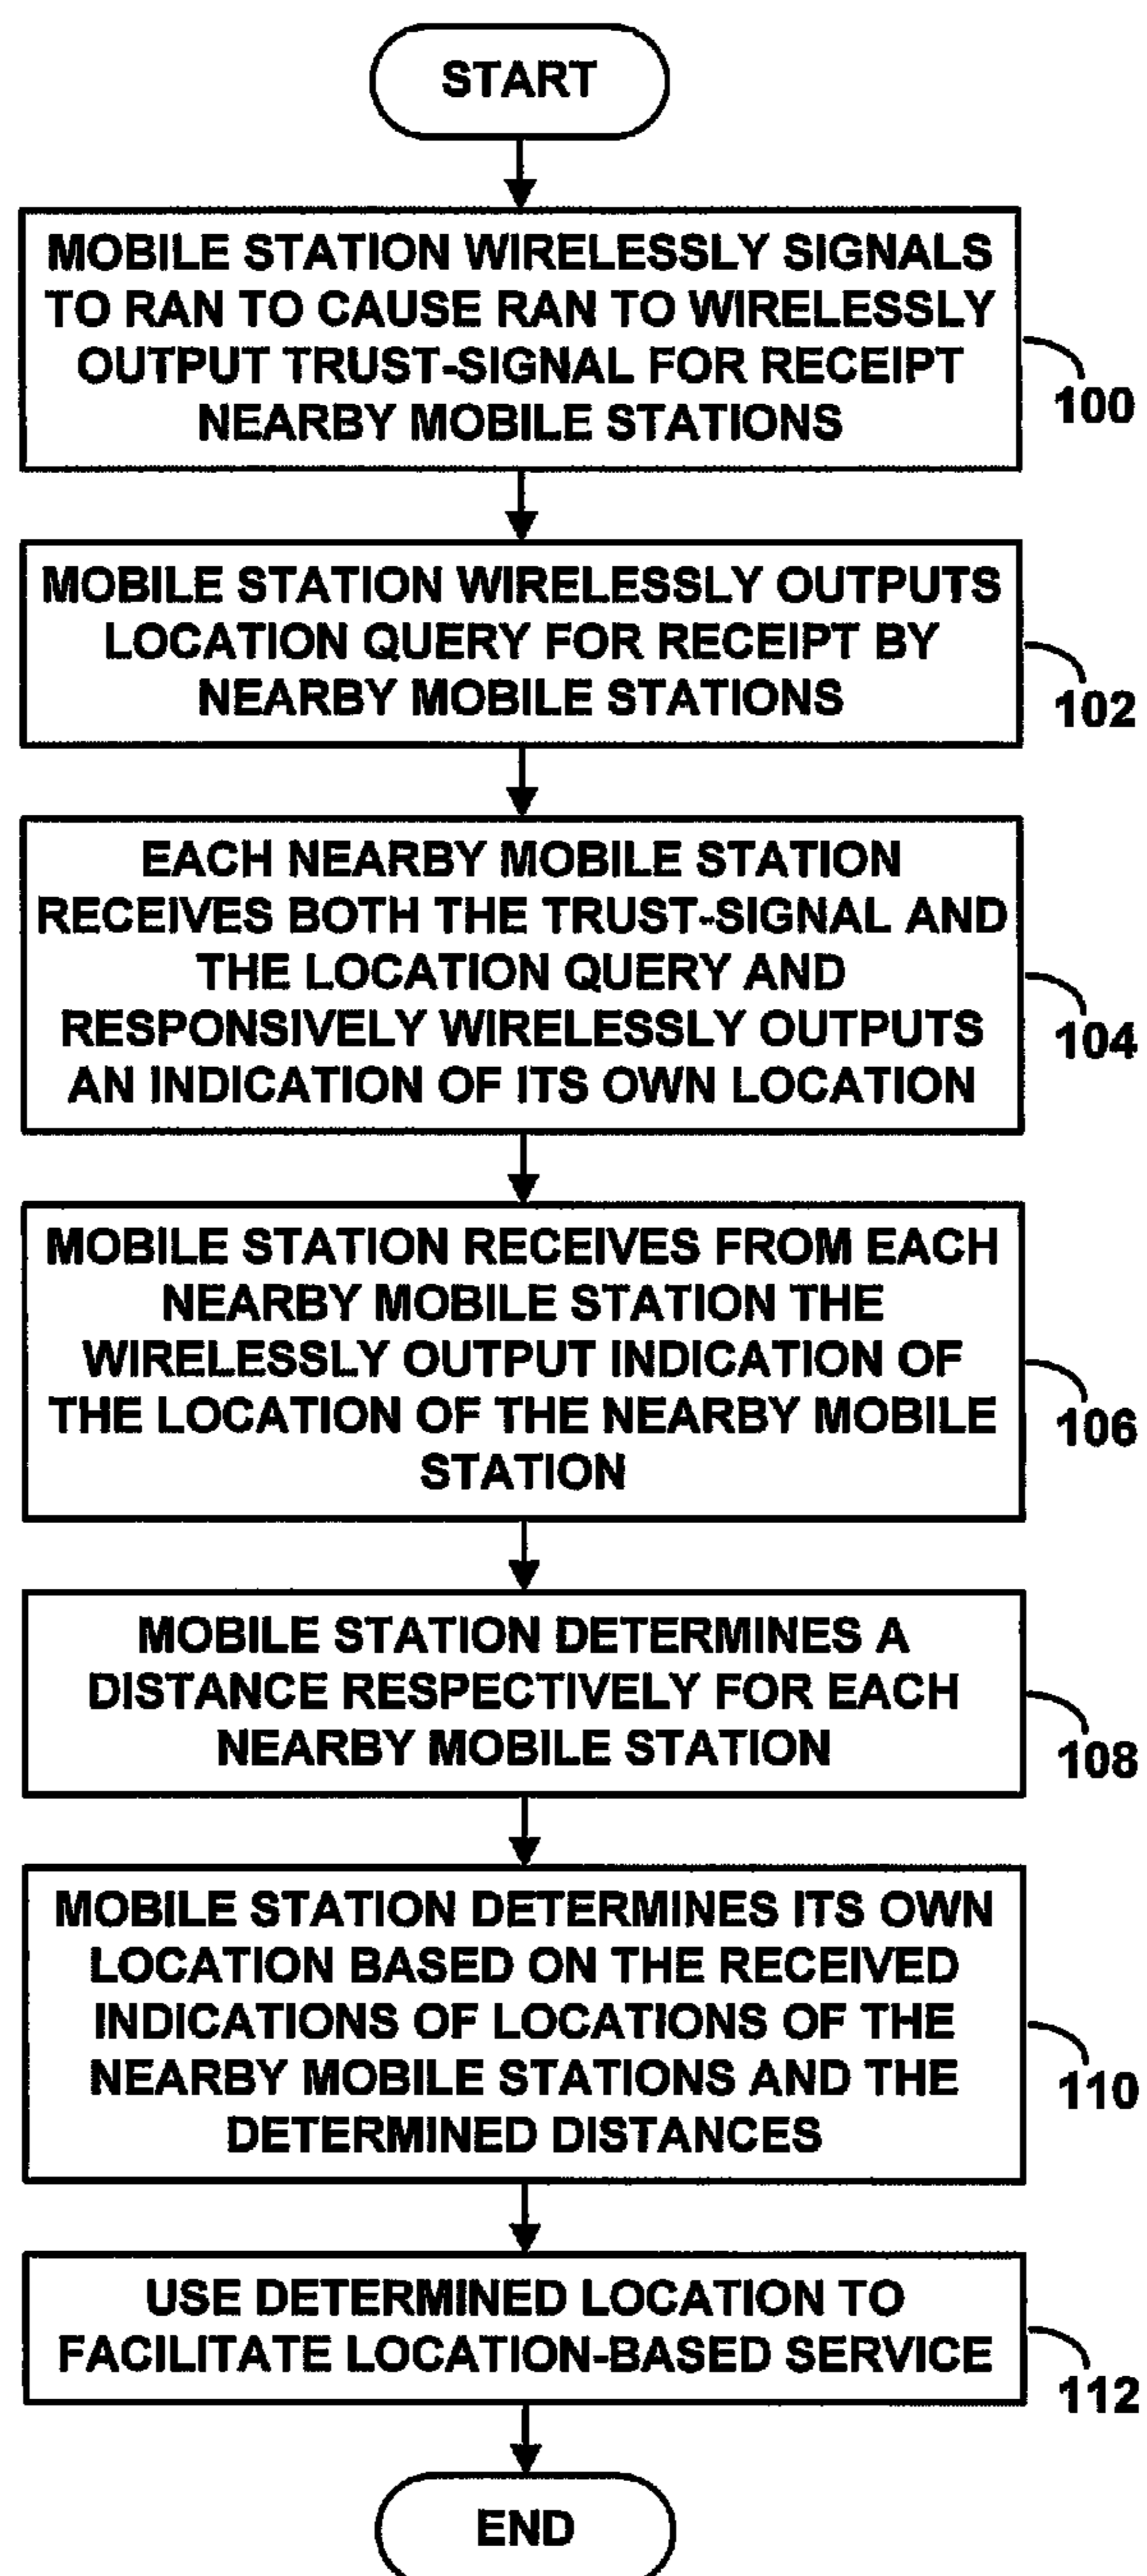 START
MOBILE STATION WIRELESSLY SIGNALS
TO RAN TO CAUSE RAN TO WIRELESSLY
OUTPUT TRUST-SIGNAL FOR RECEIPT
NEARBY MOBILE STATIONS
100
MOBILE STATION WIRELESSLY OUTPUTS
LOCATION QUERY FOR RECEIPT BY
NEARBY MOBILE STATIONS
102
EACH NEARBY MOBILE STATION
RECEIVES BOTH THE TRUST-SIGNAL AND
THE LOCATION QUERY AND
RESPONSIVELY WIRELESSLY OUTPUTS
AN INDICATION OF ITS OWN LOCATION
104
MOBILE STATION RECEIVES FROM EACH
NEARBY MOBILE STATION THE
WIRELESSLY OUTPUT INDICATION OF
THE LOCATION OF THE NEARBY MOBILE
STATION
106
MOBILE STATION DETERMINES A
DISTANCE RESPECTIVELY FOR EACH
NEARBY MOBILE STATION
108
MOBILE STATION DETERMINES ITS OWN
LOCATION BASED ON THE RECEIVED
INDICATIONS OF LOCATIONS OF THE
NEARBY MOBILE STATIONS AND THE
DETERMINED DISTANCES
110
USE DETERMINED LOCATION TO
FACILITATE LOCATION-BASED SERVICE
112
END